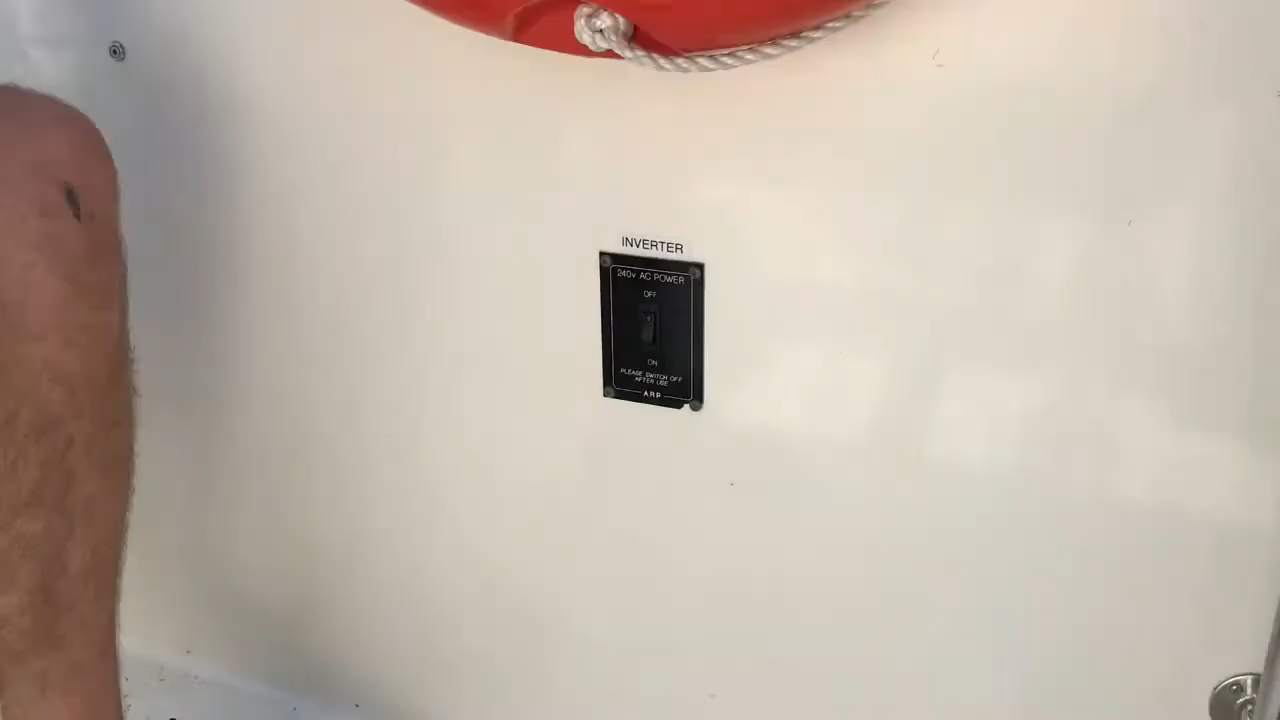 INVERTER
240v AC POWER
OFF
ON
PLEASE SWITCH OFF
AFTER USE
ARP